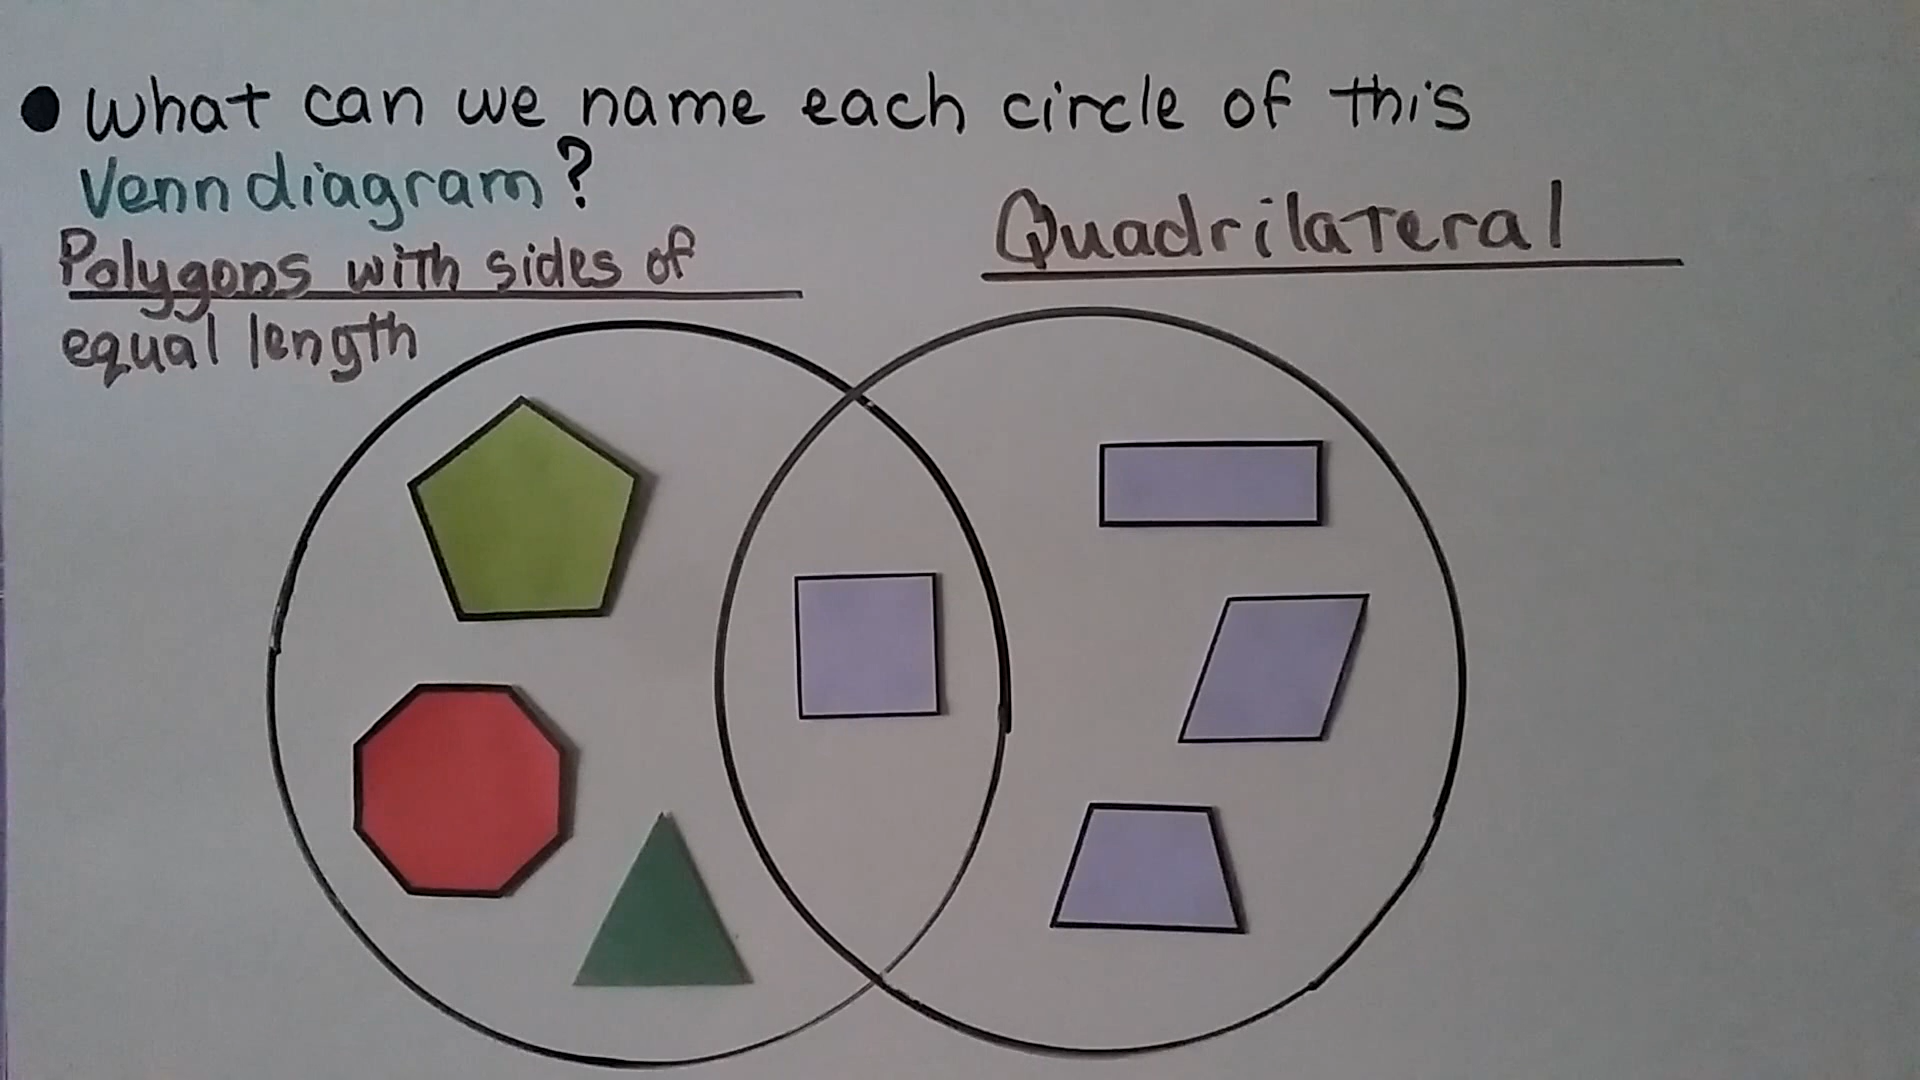 What can we name each circle of this
Venn diagram?
Polygons with sides of
equal length
Quadrilateral